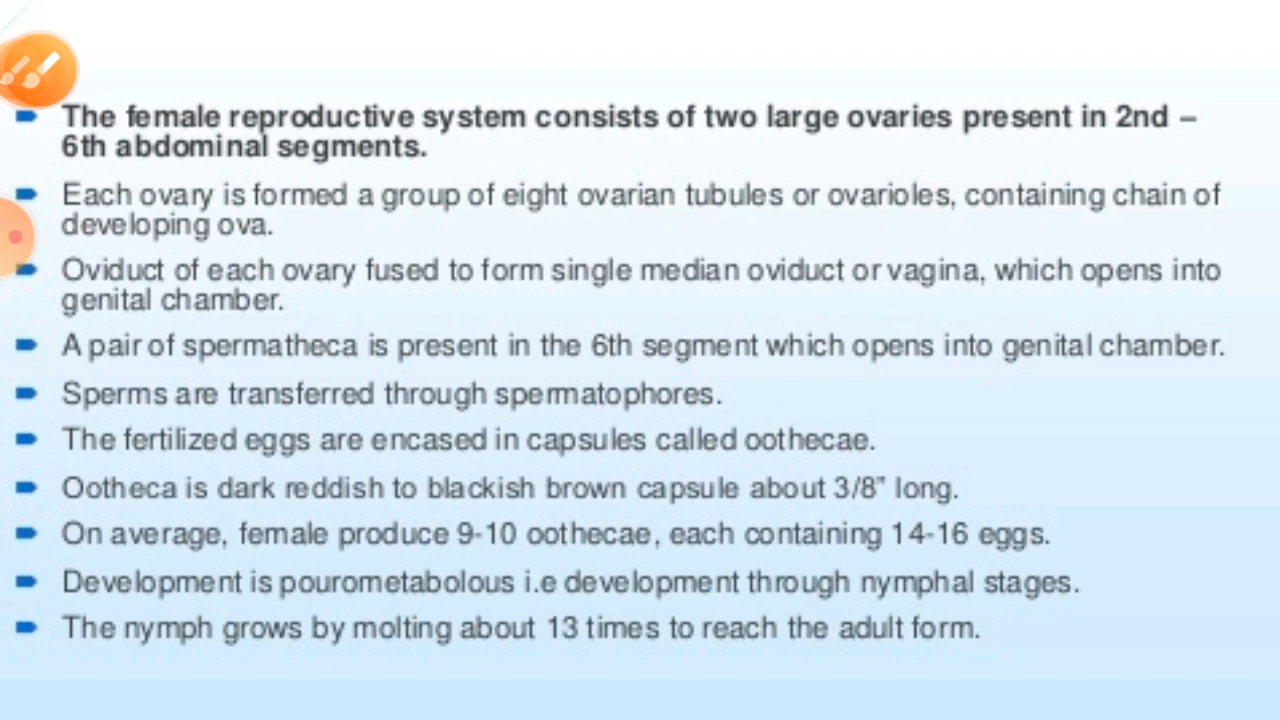 The female reproductive system consists of two large ovaries present in 2nd –
6th abdominal segments.
Each ovary is formed a group of eight ovarian tubules or ovarioles, containing chain of
developing ova.
Oviduct of each ovary fused to form single median oviduct or vagina, which opens into
genital chamber.
A pair of spermatheca is present in the 6th segment which opens into genital chamber.
Sperms are transferred through spermatophores.
The fertilized eggs are encased in capsules called oothecae.
Ootheca is dark reddish to blackish brown capsule about 3/8” long.
On average, female produce 9-10 oothecae, each containing 14-16 eggs.
Development is pourometabolous i.e development through nymphal stages.
The nymph grows by molting about 13 times to reach the adult form.